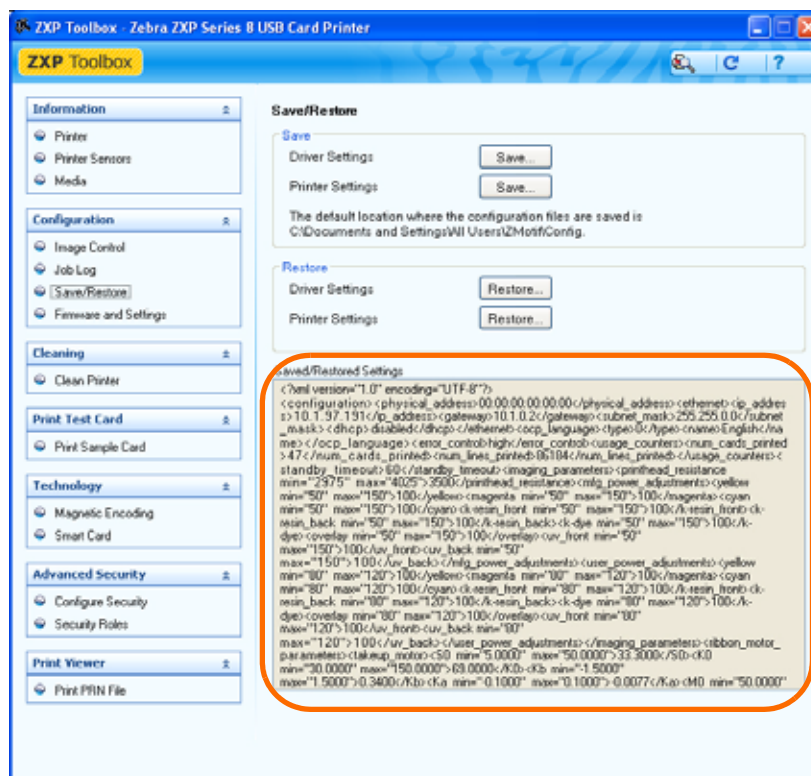 ZXP Toolbox - Zebra ZXP Series 8 USB Card Printer
ZXP Toolbox
Information
Printer
Printer Sensors
Media
Configuration
Image Control
Job Log
Save/Restore
Firmware and Settings
Cleaning
Clean Printer
Print Test Card
Print Sample Card
Technology
Magnetic Encoding
Smart Card
Advanced Security
Configure Security
Security Roles
Print Viewer
Print PRN File
Save/Restore
Save
Driver Settings
Save...
Printer Settings
Save...
The default location where the configuration files are saved is
C:\Documents and Settings\All Users\ZMotif\Config.
Restore
Driver Settings
Restore...
Printer Settings
Restore...
Saved/Restored Settings
<?xml version="1.0" encoding="UTF-8"?>
<configuration><physical_address>00:00:00:00:00:00</physical_address><ethernet><ip_addres
s>10.1.97.191</ip_address><gateway>10.1.0.2</gateway><subnet_mask>255.255.0.0</subnet
_mask><dhcp>disabled</dhcp></ethernet><ocp_language><type>0</type><name>English</na
me></ocp_language><error_control>high</error_control><usage_counters><num_cards_printed
>47</num_cards_printed><num_lines_printed>86184</num_lines_printed></usage_counters><
standby_timeout>60</standby_timeout><imaging_parameters><printhead_resistance
min="2975" max="4025">3500</printhead_resistance><mfg_power_adjustments><yellow
min="50" max="150">100</yellow><magenta min="50" max="150">100</magenta><cyan
min="50" max="150">100</cyan><k-resin_front min="50" max="150">100</k-resin_front><k-
resin_back min="50" max="150">100</k-resin_back><k-dye min="50" max="150">100</k-
dye><overlay min="50" max="150">100</overlay><uv_front min="50"
max="150">100</uv_front><uv_back min="50"
max="150">100</uv_back></mfg_power_adjustments><user_power_adjustments><yellow
min="80" max="120">100</yellow><magenta min="80" max="120">100</magenta><cyan
min="80" max="120">100</cyan><k-resin_front min="80" max="120">100</k-resin_front><k-
resin_back min="80" max="120">100</k-resin_back><k-dye min="80" max="120">100</k-
dye><overlay min="80" max="120">100</overlay><uv_front min="80"
max="120">100</uv_front><uv_back min="80"
max="120">100</uv_back></user_power_adjustments></imaging_parameters><ribbon_motor_
parameters><takeup_motor><S0 min="5.0000" max="50.0000">33.3000</S0><K0
min="30.0000" max="150.0000">69.0000</K0><Kb min="-1.5000"
max="1.5000">0.3400</Kb><Ka min="-0.1000" max="0.1000">-0.0077</Ka><M0 min="50.0000"